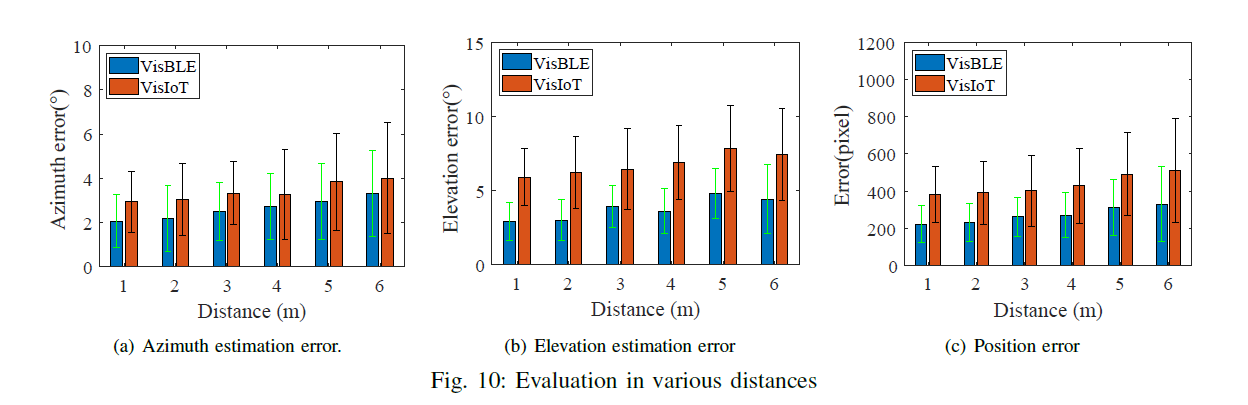 10
8
6
4
2
0
Azimuth error(°)
VisBLE
VisIoT
1 2 3 4 5 6
Distance (m)
(a) Azimuth estimation error.
15
10
5
0
Elevation error(°)
VisBLE
VisIoT
1 2 3 4 5 6
Distance (m)
(b) Elevation estimation error
1200
1000
800
600
400
200
0
Error(pixel)
VisBLE
VisIoT
1 2 3 4 5 6
Distance (m)
(c) Position error
Fig. 10: Evaluation in various distances